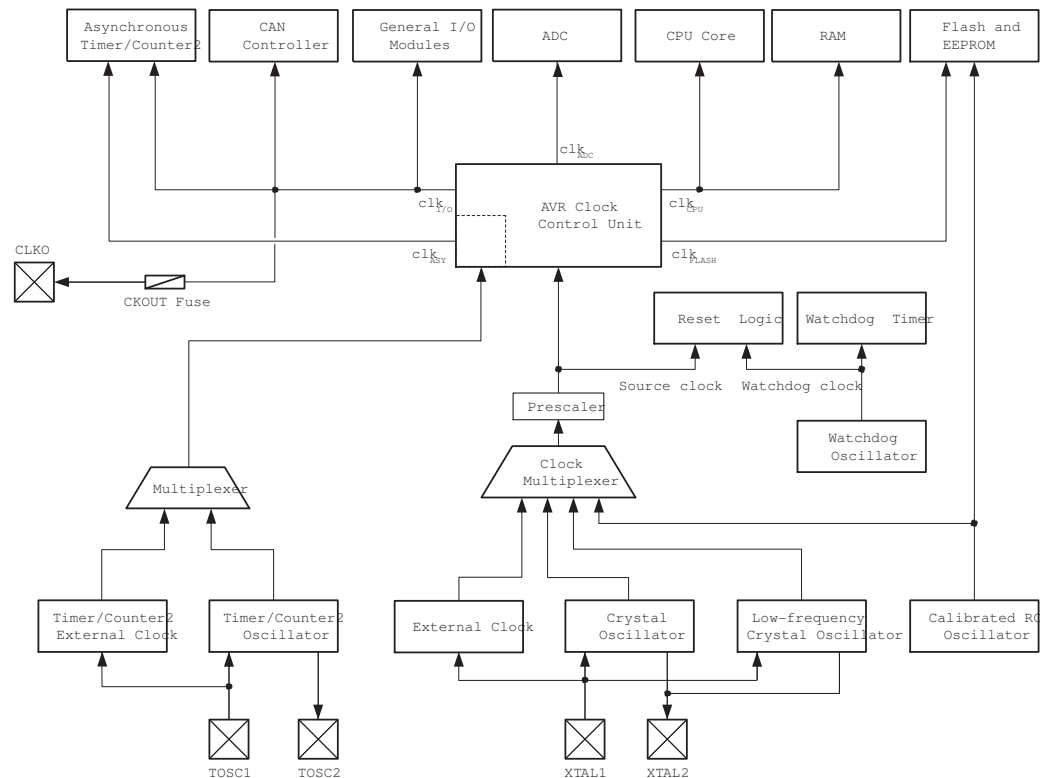 Asynchronous
Timer/Counter2
CAN
Controller
General I/O
Modules
ADC
CPU Core
RAM
Flash and
EEPROM
clkADC
clkI/O
AVR Clock
Control Unit
clkCPU
clkASY
clkFLASH
CLKO
CKOUT Fuse
Reset Logic
Watchdog Timer
Source clock
Watchdog clock
Prescaler
Watchdog
Oscillator
Clock
Multiplexer
Multiplexer
Timer/Counter2
External Clock
Timer/Counter2
Oscillator
External Clock
Crystal
Oscillator
Low-frequency
Crystal Oscillator
Calibrated RC
Oscillator
TOSC1
TOSC2
XTAL1
XTAL2